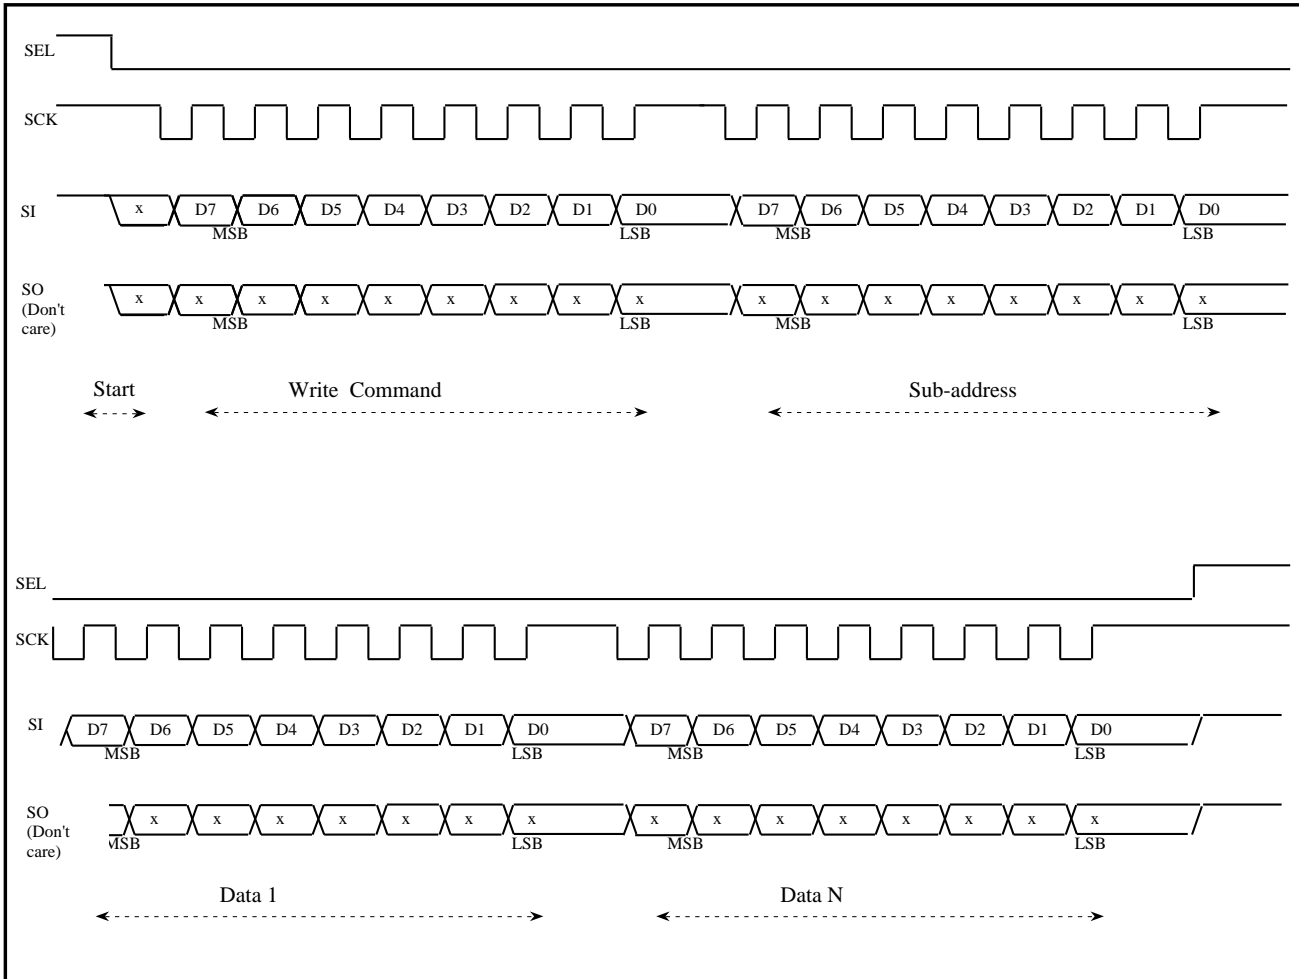 SEL
SCK
SI x D7 D6 D5 D4 D3 D2 D1 D0 D7 D6 D5 D4 D3 D2 D1 D0
MSB LSB MSB LSB
SO
(Don't
care)
x x x x x x x x x x x x x x x x x
MSB LSB MSB LSB
Start Write Command Sub-address
SEL
SCK
SI D7 D6 D5 D4 D3 D2 D1 D0 D7 D6 D5 D4 D3 D2 D1 D0
MSB LSB MSB LSB
SO
(Don't
care)
x x x x x x x x x x x x x x x
MSB LSB MSB LSB
Data 1 Data N